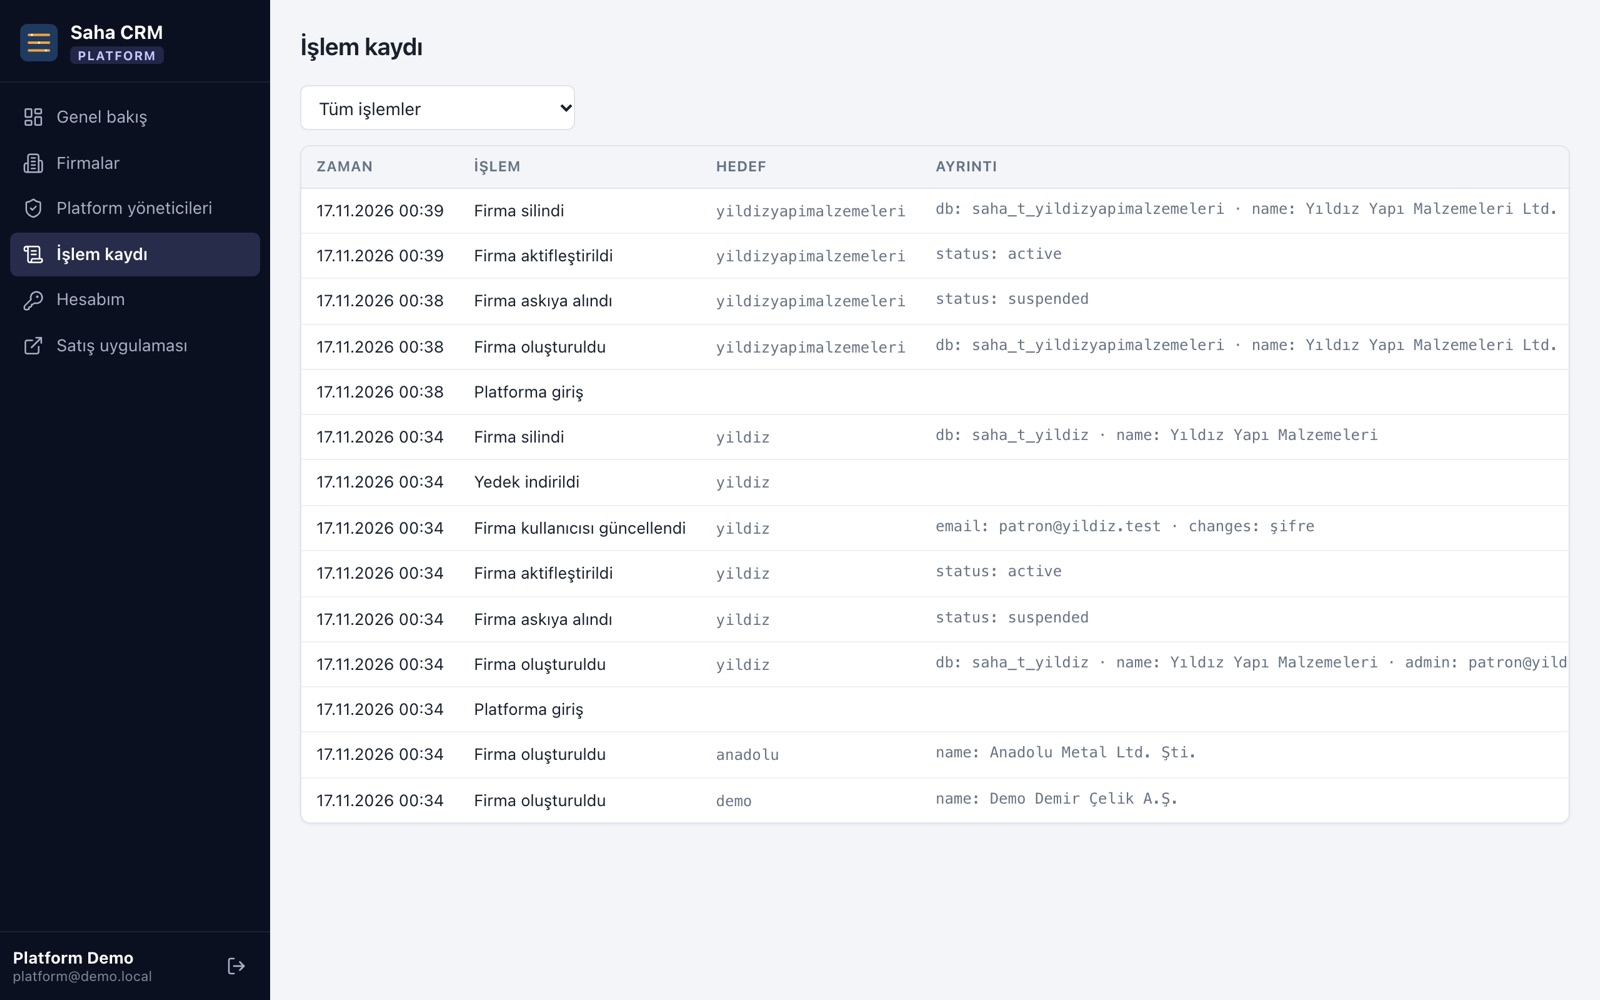 Saha CRM
PLATFORM
Genel bakış
Firmalar
Platform yöneticileri
İşlem kaydı
Hesabım
Satış uygulaması
Platform Demo
platform@demo.local
İşlem kaydı
Tüm işlemler
ZAMAN İŞLEM HEDEF AYRINTI
17.11.2026 00:39 Firma silindi yildizyapimalzemeleri db: saha_t_yildizyapimalzemeleri · name: Yıldız Yapı Malzemeleri Ltd.
17.11.2026 00:39 Firma aktifleştirildi yildizyapimalzemeleri status: active
17.11.2026 00:38 Firma askıya alındı yildizyapimalzemeleri status: suspended
17.11.2026 00:38 Firma oluşturuldu yildizyapimalzemeleri db: saha_t_yildizyapimalzemeleri · name: Yıldız Yapı Malzemeleri Ltd.
17.11.2026 00:38 Platforma giriş
17.11.2026 00:34 Firma silindi yildiz db: saha_t_yildiz · name: Yıldız Yapı Malzemeleri
17.11.2026 00:34 Yedek indirildi yildiz
17.11.2026 00:34 Firma kullanıcısı güncellendi yildiz email: patron@yildiz.test · changes: şifre
17.11.2026 00:34 Firma aktifleştirildi yildiz status: active
17.11.2026 00:34 Firma askıya alındı yildiz status: suspended
17.11.2026 00:34 Firma oluşturuldu yildiz db: saha_t_yildiz · name: Yıldız Yapı Malzemeleri · admin: patron@yild
17.11.2026 00:34 Platforma giriş
17.11.2026 00:34 Firma oluşturuldu anadolu name: Anadolu Metal Ltd. Şti.
17.11.2026 00:34 Firma oluşturuldu demo name: Demo Demir Çelik A.Ş.